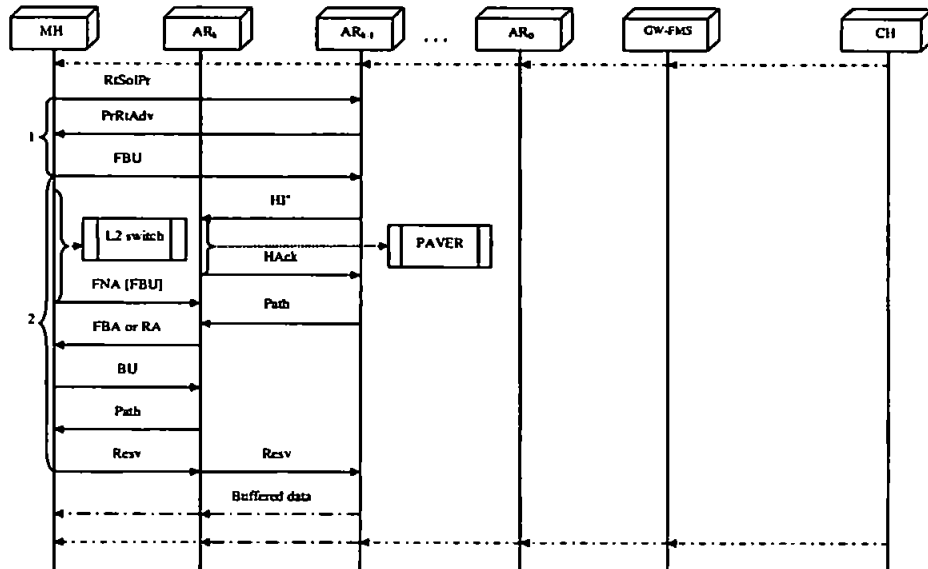 MH ARk ARk-1 ... AR0 GW-FMS CH
RtSolPr
1
PrRtAdv
FBU
HI*
L2 switch
PAVER
HAck
FNA [FBU]
Path
2
FBA or RA
BU
Path
Resv Resv
Buffered data